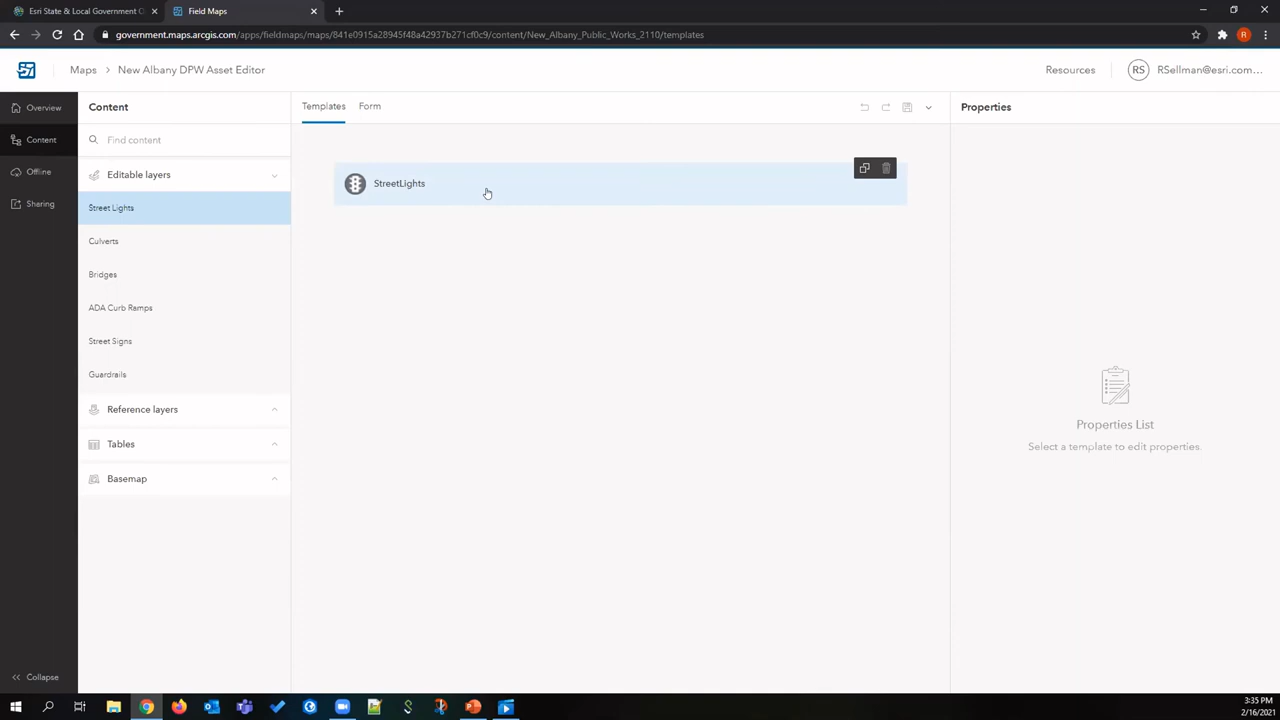 Esri State & Local Government O
Field Maps
government.maps.arcgis.com/apps/fieldmaps/maps/841e0915a28945f48a42937b271cf0c9/content/New_Albany_Public_Works_2110/templates
R
Maps > New Albany DPW Asset Editor
Resources
RS
RSellman@esri.com...
Overview
Content
Offline
Sharing
Collapse
Content
Find content
Editable layers
Street Lights
Culverts
Bridges
ADA Curb Ramps
Street Signs
Guardrails
Reference layers
Tables
Basemap
Templates
Form
StreetLights
Properties
Properties List
Select a template to edit properties.
3:35 PM
2/16/2021